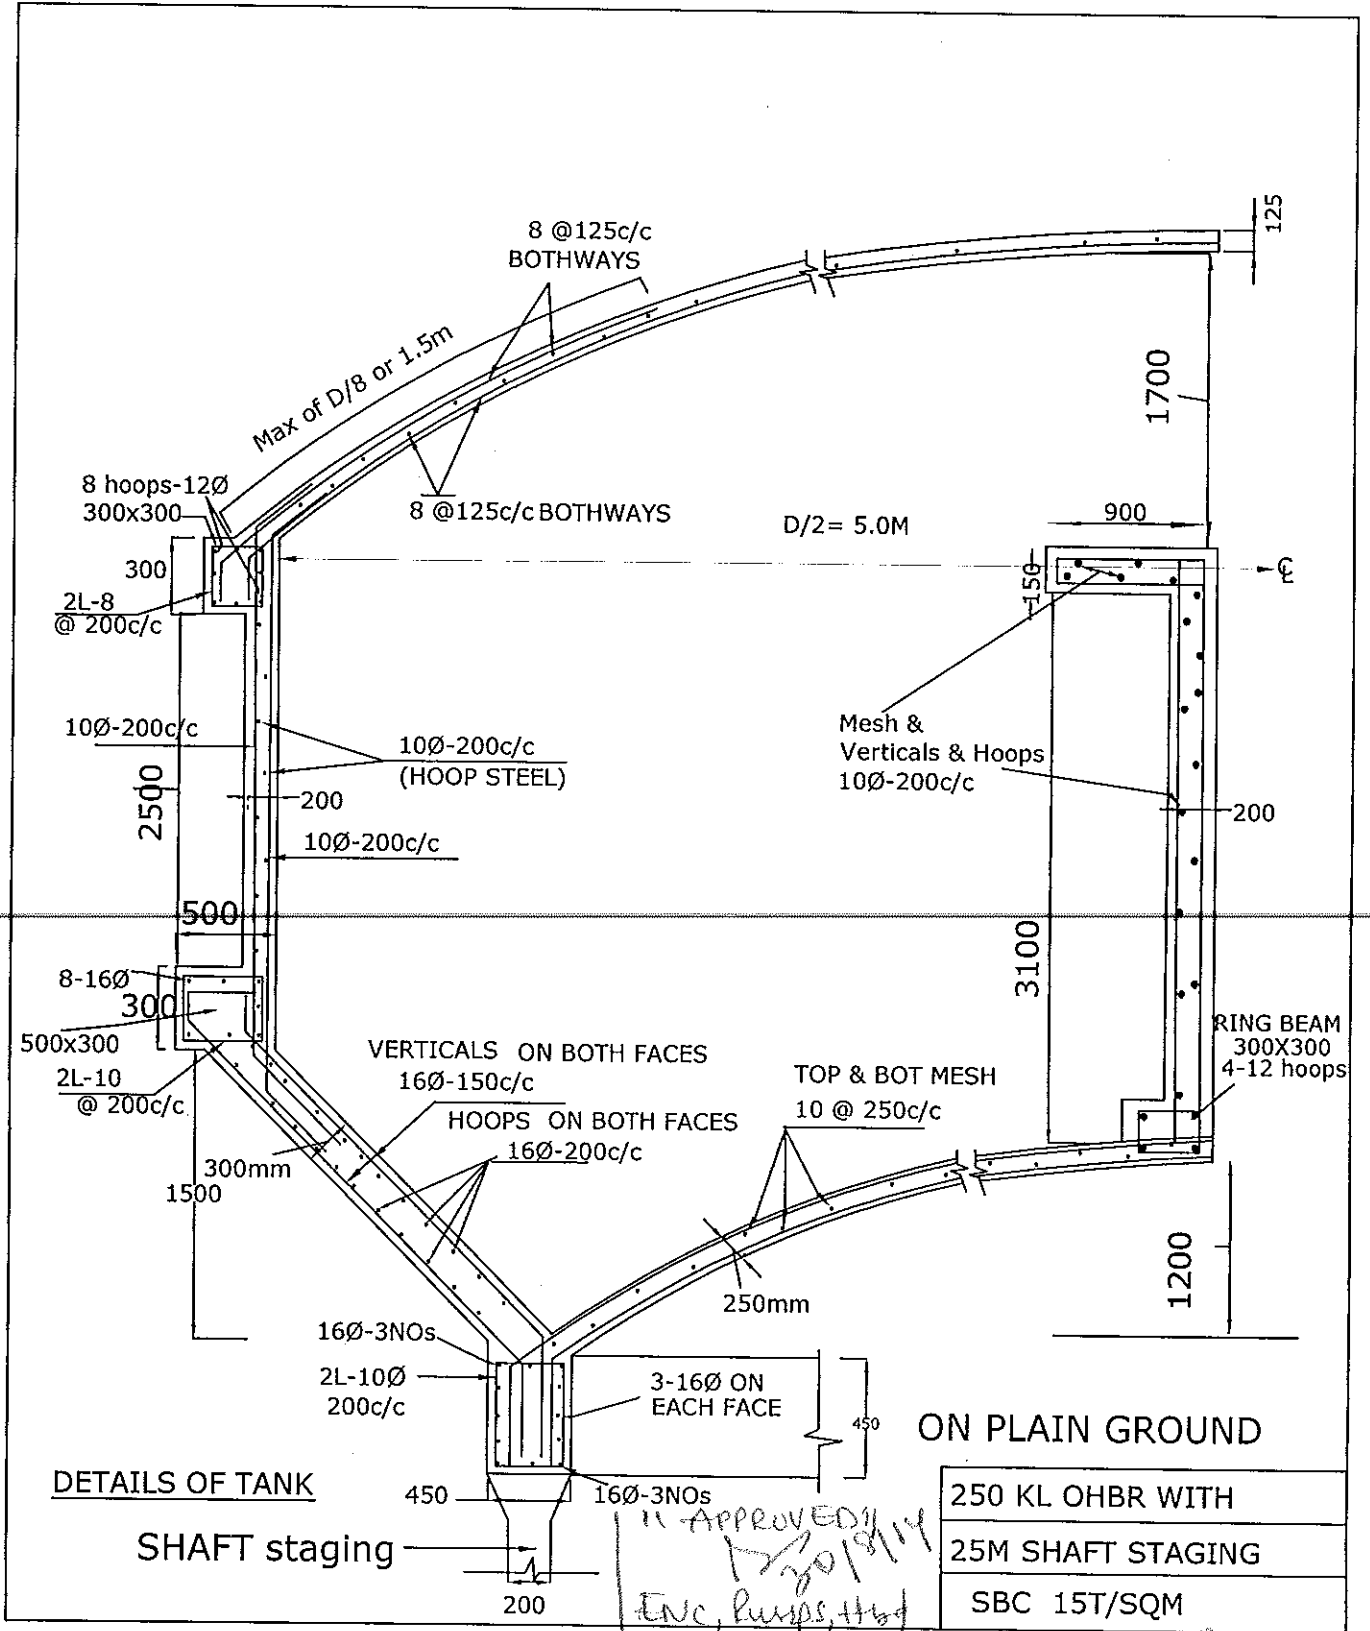 125
8 @125c/c
BOTHWAYS
Max of D/8 or 1.5m
1700
8 hoops-12Ø
300x300
8 @125c/c BOTHWAYS
D/2= 5.0M
900
℄
300
150
2L-8
@ 200c/c
10Ø-200c/c
10Ø-200c/c
(HOOP STEEL)
Mesh &
Verticals & Hoops
10Ø-200c/c
2500
200
200
10Ø-200c/c
500
3100
8-16Ø
300
500x300
2L-10
@ 200c/c
RING BEAM
300X300
4-12 hoops
VERTICALS ON BOTH FACES
16Ø-150c/c
HOOPS ON BOTH FACES
16Ø-200c/c
TOP & BOT MESH
10 @ 250c/c
300mm
1500
1200
250mm
16Ø-3NOs
2L-10Ø
200c/c
3-16Ø ON
EACH FACE
450
ON PLAIN GROUND
DETAILS OF TANK
450
16Ø-3NOs
SHAFT staging
200
"APPROVED"
20/8/14
ENC,
250 KL OHBR WITH
25M SHAFT STAGING
SBC 15T/SQM